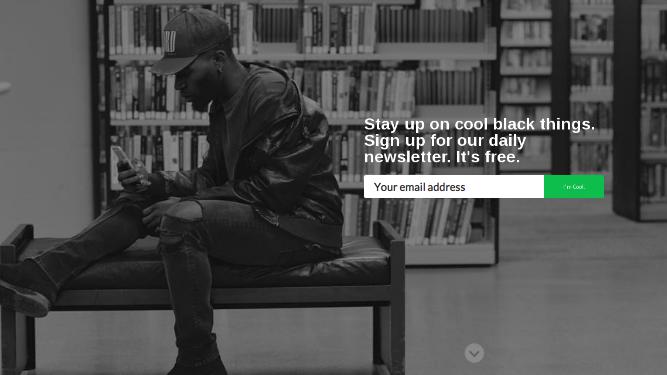 Stay up on cool black things.
Sign up for our daily
newsletter. It's free.
Your email address
I'm Cool.